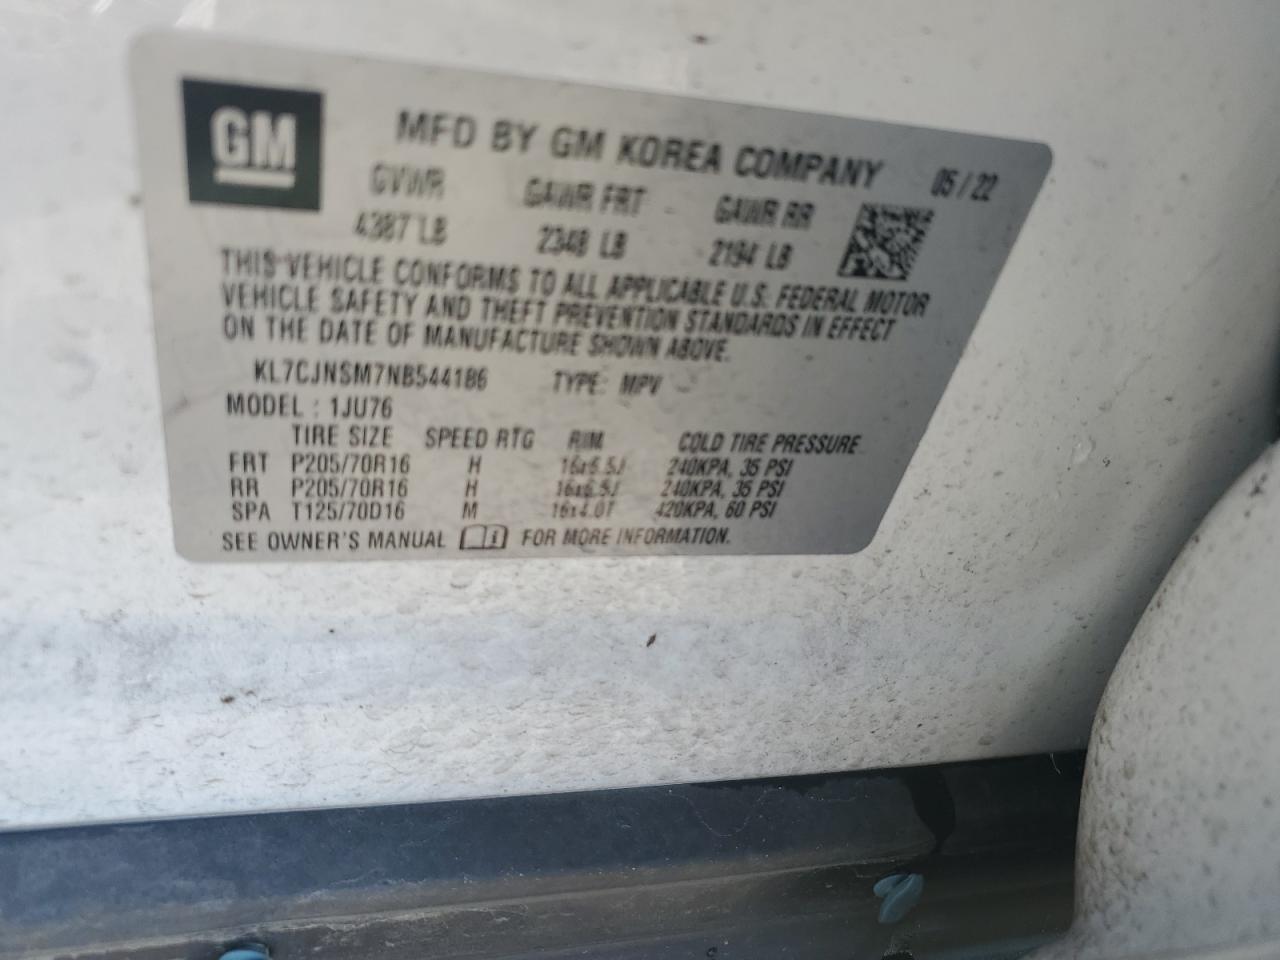 GM
MFD BY GM KOREA COMPANY 05/22
GVWR GAWR FRT GAWR RR
4387 LB 2348 LB 2194 LB
THIS VEHICLE CONFORMS TO ALL APPLICABLE U.S. FEDERAL MOTOR
VEHICLE SAFETY AND THEFT PREVENTION STANDARDS IN EFFECT
ON THE DATE OF MANUFACTURE SHOWN ABOVE.
KL7CJNSM7NB544186 TYPE: MPV
MODEL : 1JU76
TIRE SIZE SPEED RTG RIM COLD TIRE PRESSURE
FRT P205/70R16 H 16x6.5J 240KPA, 35 PSI
RR P205/70R16 H 16x6.5J 240KPA, 35 PSI
SPA T125/70D16 M 16x4.0T 420KPA, 60 PSI
SEE OWNER'S MANUAL FOR MORE INFORMATION.